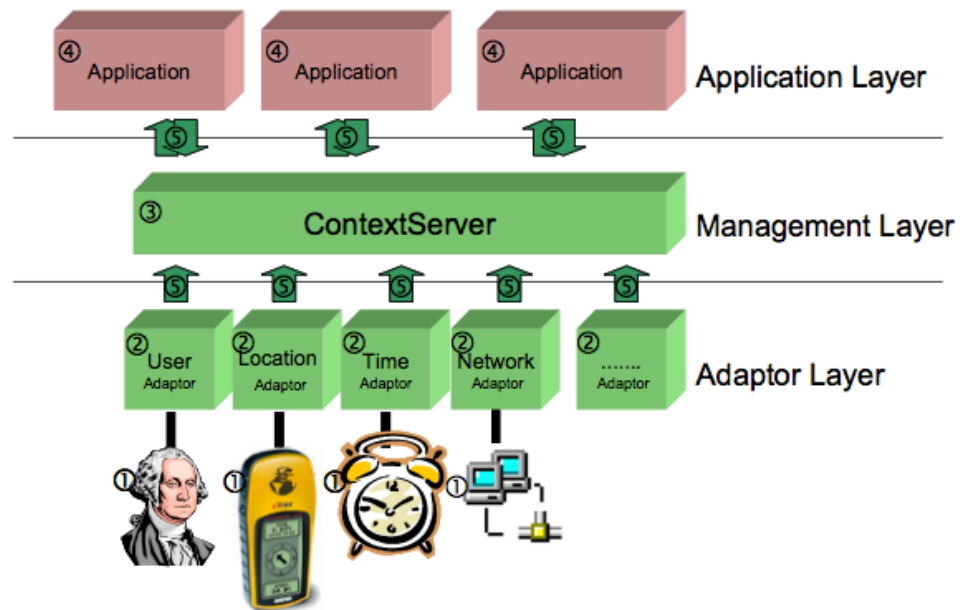 ④ Application
④ Application
④ Application
Application Layer
⑤
⑤
⑤
③ ContextServer
Management Layer
⑤
⑤
⑤
⑤
⑤
② User
Adaptor
② Location
Adaptor
② Time
Adaptor
② Network
Adaptor
② .......
Adaptor
Adaptor Layer
①
①
①
①
etrex
12